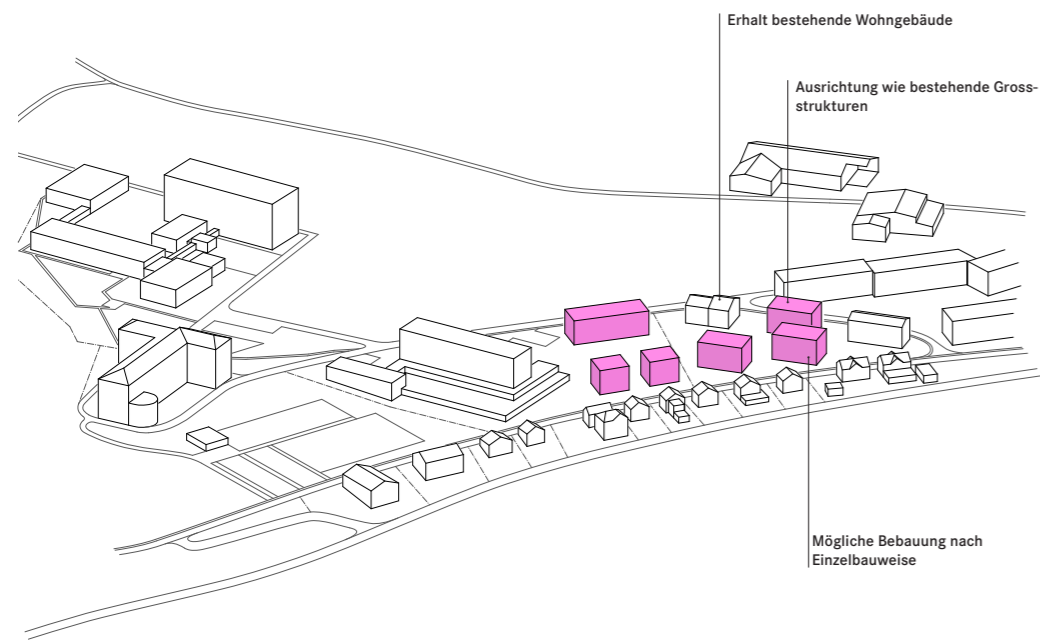 Erhalt bestehende Wohngebäude
Ausrichtung wie bestehende Gross-
strukturen
Mögliche Bebauung nach
Einzelbauweise